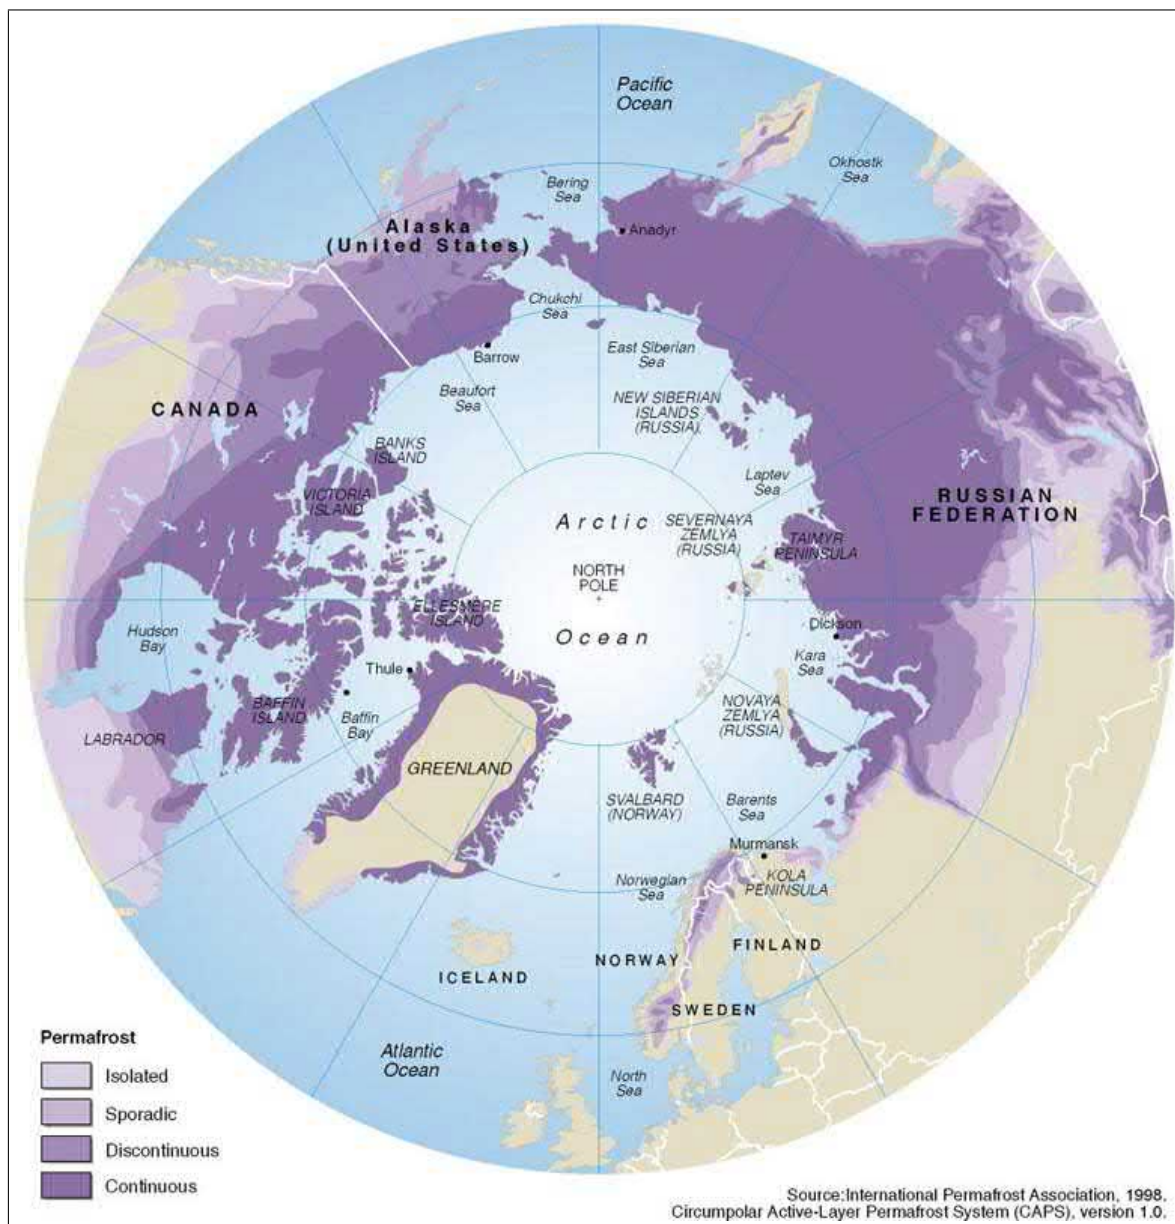 Pacific
Ocean
Okhostk
Sea
Bering
Sea
Anadyr
Alaska
(United States)
Chukchi
Sea
Barrow
East Siberian
Sea
Beaufort
Sea
NEW SIBERIAN
ISLANDS
(RUSSIA)
CANADA
BANKS
ISLAND
Laptev
Sea
VICTORIA
ISLAND
RUSSIAN
FEDERATION
Arctic
SEVERNAYA
ZEMLYA
(RUSSIA)
TAIMYR
PENINSULA
NORTH
POLE
ELLESMERE
ISLAND
Ocean
Dickson
Hudson
Bay
Kara
Sea
Thule
BAFFIN
ISLAND
Baffin
Bay
NOVAYA
ZEMLYA
(RUSSIA)
LABRADOR
GREENLAND
SVALBARD
(NORWAY)
Barents
Sea
Murmansk
KOLA
PENINSULA
Norwegian
Sea
FINLAND
NORWAY
ICELAND
SWEDEN
Atlantic
Ocean
North
Sea
Permafrost
Isolated
Sporadic
Discontinuous
Continuous
Source:International Permafrost Association, 1998.
Circumpolar Active-Layer Permafrost System (CAPS), version 1.0.